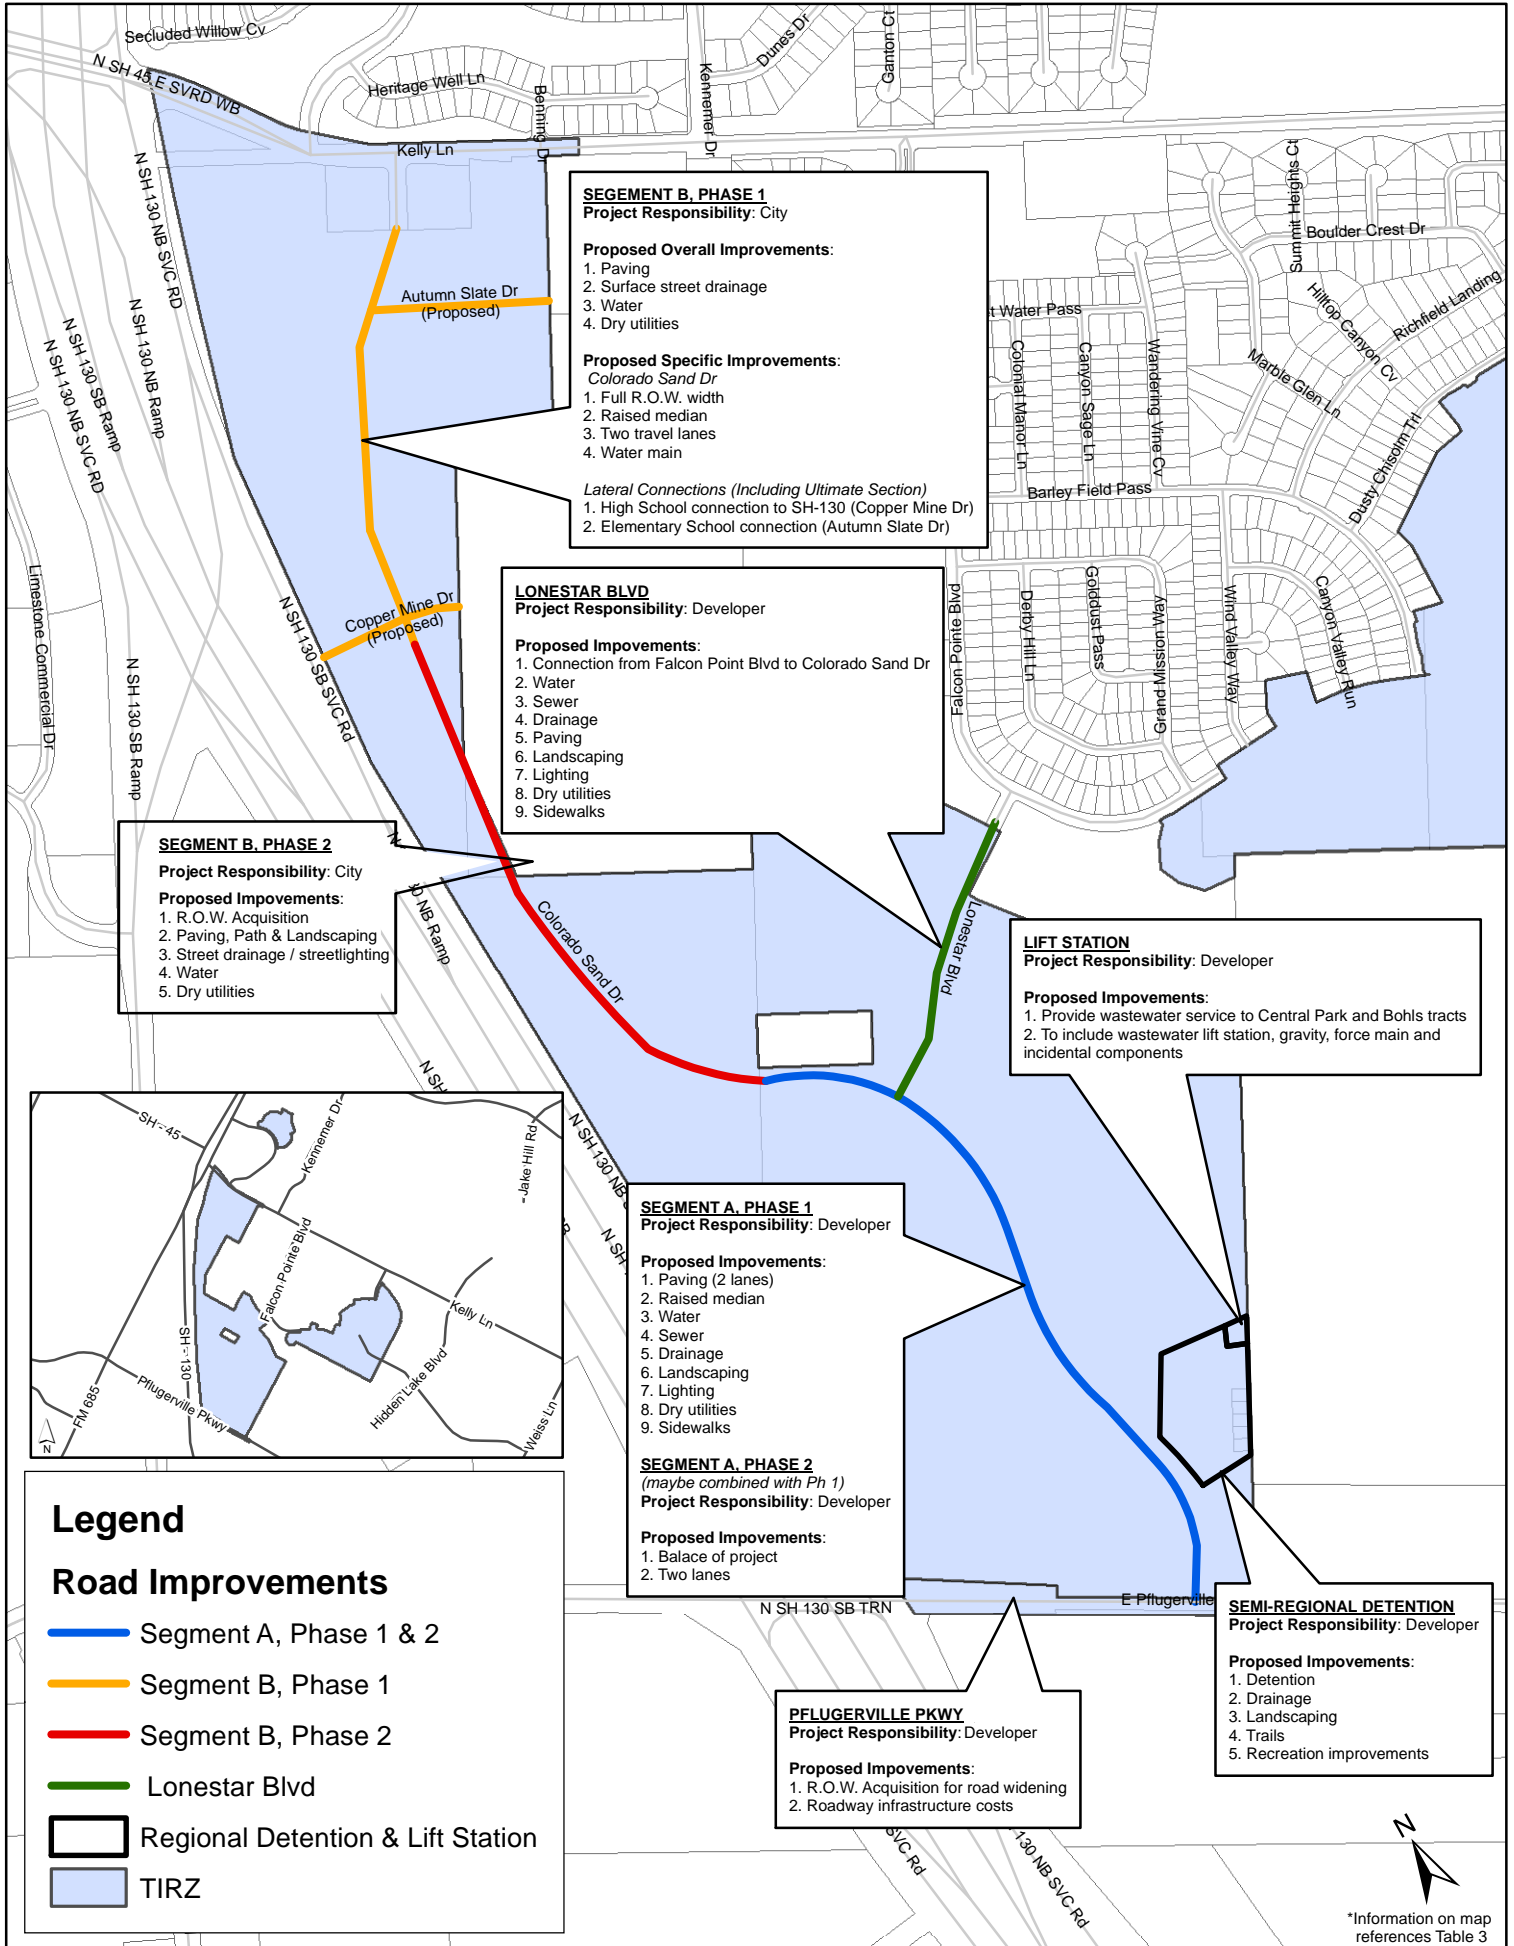 Secluded Willow Cv
N SH 45 E SVRD WB
Heritage Well Ln
Benning Dr
Kennemer Dr
Dunes Dr
Ganton Ct
Kelly Ln
N SH 130 NB SVC RD
N SH 130 NB Ramp
N SH 130 SB Ramp
N SH 130 NB SVC RD
Autumn Slate Dr
(Proposed)
SEGEMENT B, PHASE 1
Project Responsibility: City
Proposed Overall Improvements:
1. Paving
2. Surface street drainage
3. Water
4. Dry utilities
Proposed Specific Improvements:
Colorado Sand Dr
1. Full R.O.W. width
2. Raised median
3. Two travel lanes
4. Water main
Lateral Connections (Including Ultimate Section)
1. High School connection to SH-130 (Copper Mine Dr)
2. Elementary School connection (Autumn Slate Dr)
Summit Heights Ct
Boulder Crest Dr
Hilltop Canyon Cv
Richfield Landing
Marble Glen Ln
Dusty Chisolm Trl
t Water Pass
Colonial Manor Ln
Canyon Sage Ln
Wandering Vine Cv
Barley Field Pass
Falcon Pointe Blvd
Derby Hill Ln
Golddust Pass
Grand Mission Way
Wind Valley Way
Canyon Valley Run
Limestone Commercial Dr
N SH 130 SB Ramp
N SH 130 SB SVC Rd
Copper Mine Dr
(Proposed)
LONESTAR BLVD
Project Responsibility: Developer
Proposed Improvements:
1. Connection from Falcon Point Blvd to Colorado Sand Dr
2. Water
3. Sewer
4. Drainage
5. Paving
6. Landscaping
7. Lighting
8. Dry utilities
9. Sidewalks
SEGMENT B, PHASE 2
Project Responsibility: City
Proposed Impovements:
1. R.O.W. Acquisition
2. Paving, Path & Landscaping
3. Street drainage / streetlighting
4. Water
5. Dry utilities
N
30 NB Ramp
Colorado Sand Dr
Lonestar Blvd
LIFT STATION
Project Responsibility: Developer
Proposed Impovements:
1. Provide wastewater service to Central Park and Bohls tracts
2. To include wastewater lift station, gravity, force main and
incidental components
N SH
N SH 130 NB S
N SH
SH - 45
Kennemer Dr
Jake Hill Rd
Falcon Pointe Blvd
Kelly Ln
SH - 130
FM 685
Pflugerville Pkwy
Hidden Lake Blvd
Weiss Ln
N
SEGMENT A, PHASE 1
Project Responsibility: Developer
Proposed Impovements:
1. Paving (2 lanes)
2. Raised median
3. Water
4. Sewer
5. Drainage
6. Landscaping
7. Lighting
8. Dry utilities
9. Sidewalks
SEGMENT A, PHASE 2
(maybe combined with Ph 1)
Project Responsibility: Developer
Proposed Impovements:
1. Balace of project
2. Two lanes
N SH 130 SB TRN
E Pflugerville
SEMI-REGIONAL DETENTION
Project Responsibility: Developer
Proposed Impovements:
1. Detention
2. Drainage
3. Landscaping
4. Trails
5. Recreation improvements
PFLUGERVILLE PKWY
Project Responsibility: Developer
Proposed Impovements:
1. R.O.W. Acquisition for road widening
2. Roadway infrastructure costs
SVC Rd
130 NB SVC Rd
Legend
Road Improvements
Segment A, Phase 1 & 2
Segment B, Phase 1
Segment B, Phase 2
Lonestar Blvd
Regional Detention & Lift Station
TIRZ
N
*Information on map
references Table 3